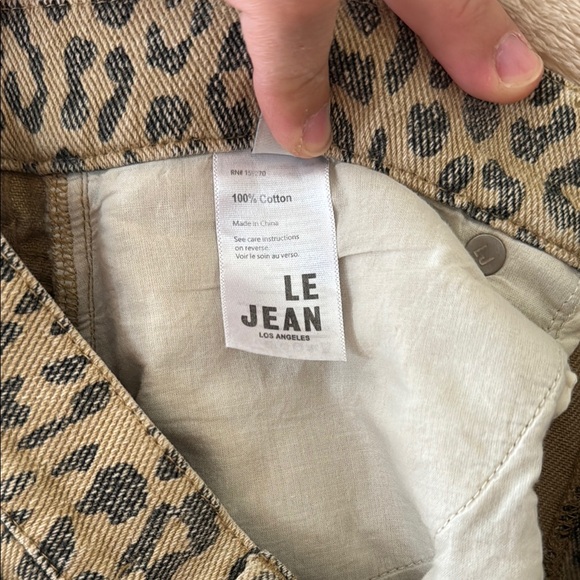 RN#
100% Cotton
Made in China
See care instructions
on reverse.
Voir le soin au verso.
LE
JEAN
LOS ANGELES